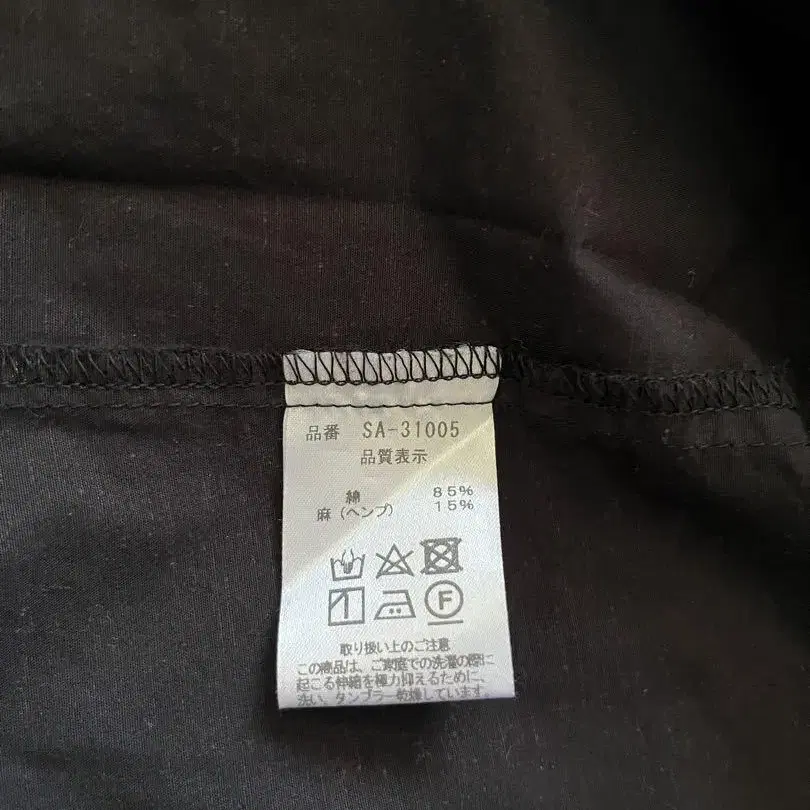 品番 SA-31005
品質表示
綿 85%
麻(ヘンプ) 15%
F
取り扱い上のご注意
この商品は、ご家庭での洗濯の際に
起こる伸縮を極力抑えるために、
洗い、タンブラー乾燥しています。